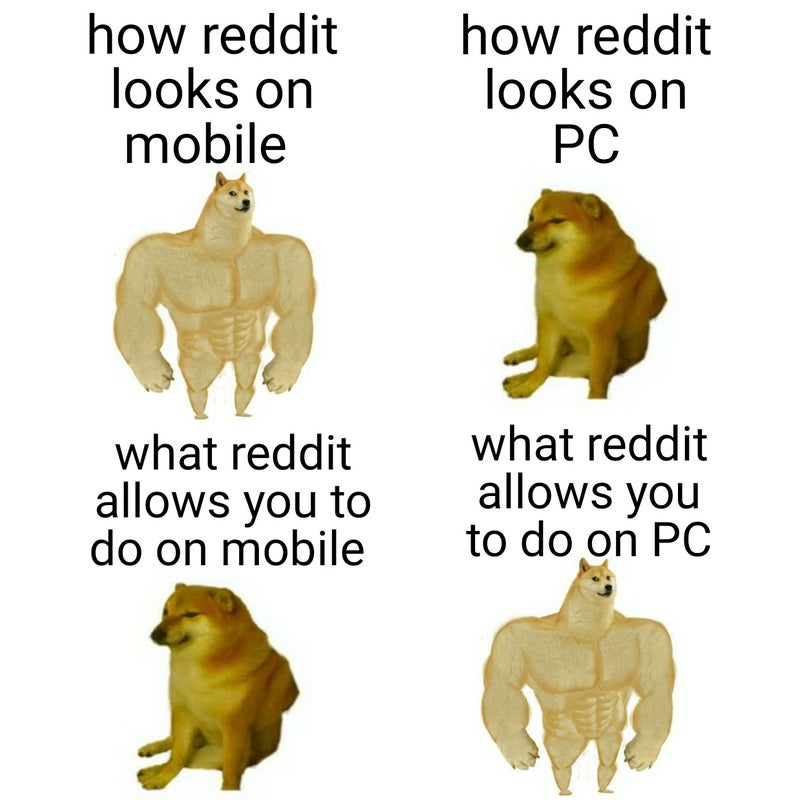 how reddit
looks on
mobile
how reddit
looks on
PC
what reddit
allows you to
do on mobile
what reddit
allows you
to do on PC